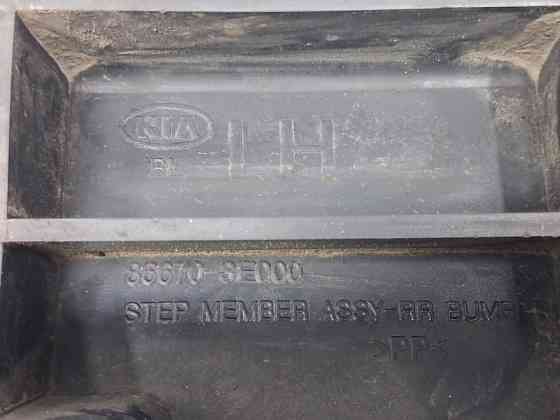 KIA
LH
86670-3E000
STEP MEMBER ASSY-RR BUMP
>PP<